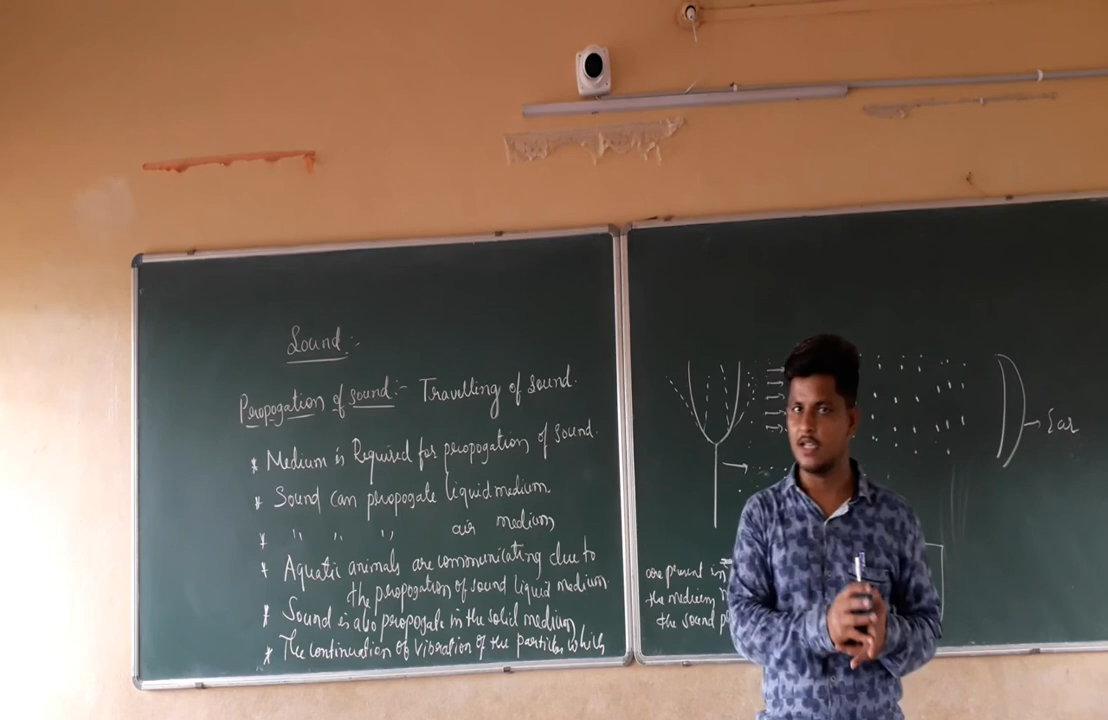 Sound :-
Propogation of sound :- Travelling of sound.
* Medium is Required for propogation of sound.
* Sound can propogate liquid medium.
* " " " air medium
* Aquatic animals are communicating due to
the propogation of sound liquid medium.
* Sound is also propogate in the solid medium
* The continuation of vibration of the particles which
Ear
are present in
the medium
the sound